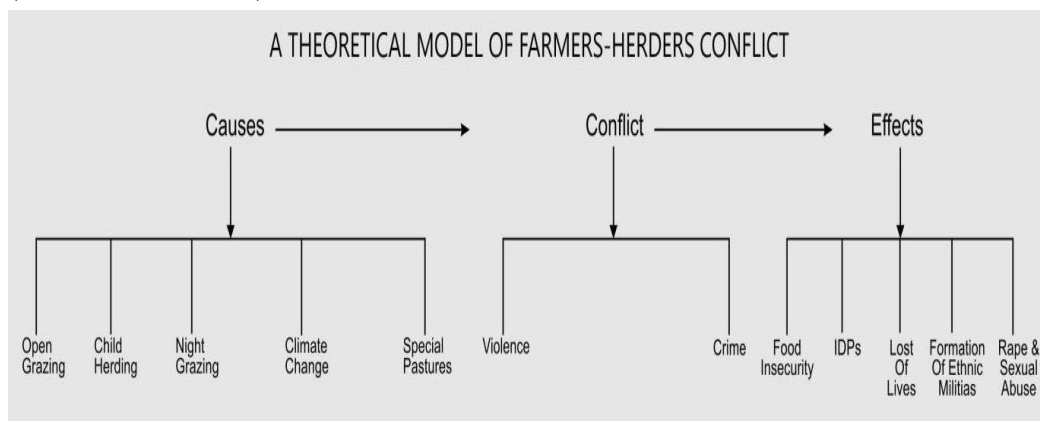 A THEORETICAL MODEL OF FARMERS-HERDERS CONFLICT
Causes
Conflict
Effects
Open
Grazing
Child
Herding
Night
Grazing
Climate
Change
Special
Pastures
Violence
Crime
Food
Insecurity
IDPs
Lost
Of
Lives
Formation
Of Ethnic
Militias
Rape &
Sexual
Abuse